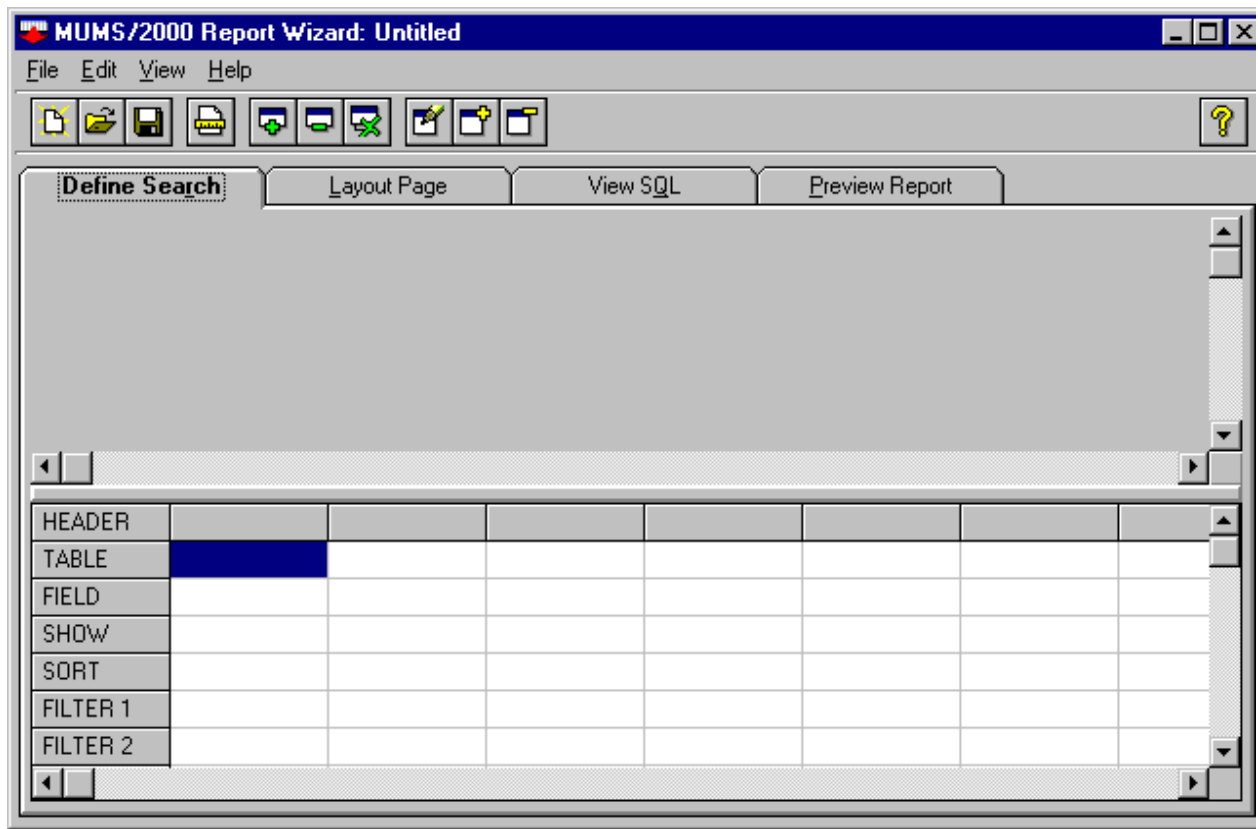 MUMS/2000 Report Wizard: Untitled
File Edit View Help
Define Search Layout Page View SQL Preview Report
HEADER
TABLE
FIELD
SHOW
SORT
FILTER 1
FILTER 2